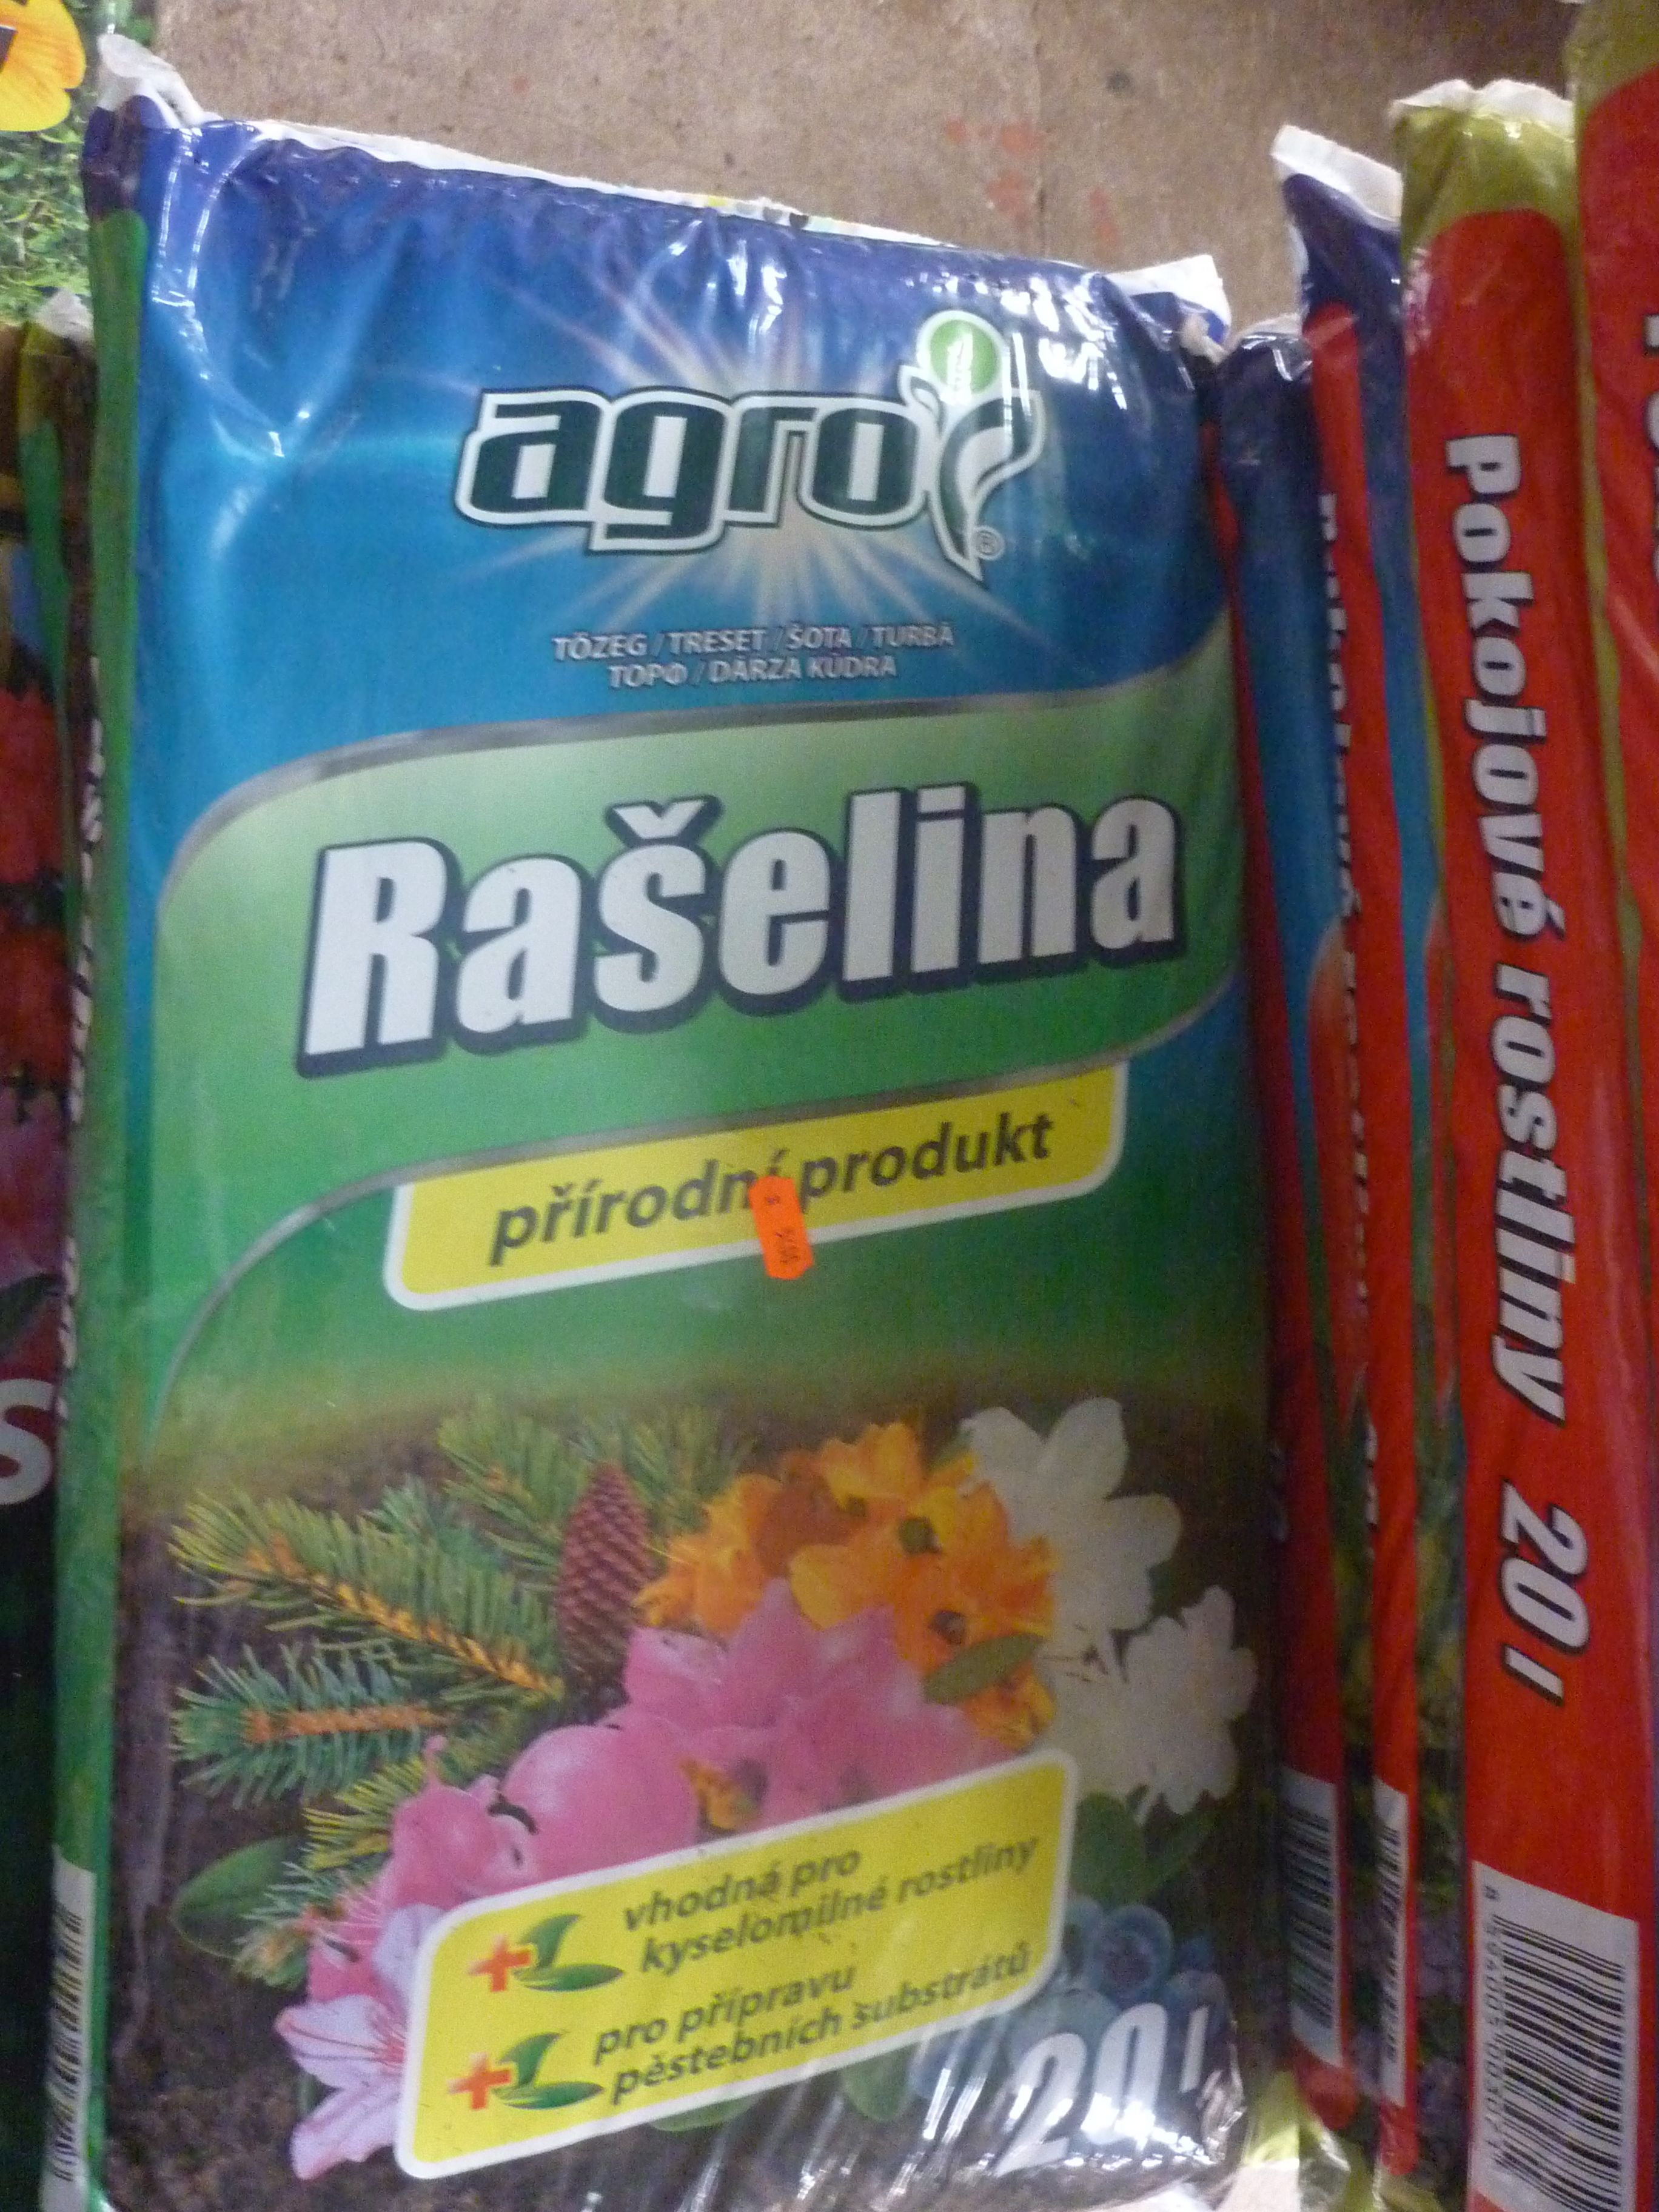 agro
®
TŐZEG / TRESET / ŠOTA / TURBĂ
TOPФ / DĀRZA KŪDRA
Rašelina
přírodní produkt
vhodná pro
kyselomilné rostliny
pro přípravu
pěstebních substrátů
20 l
Pokojové rostliny 20 l